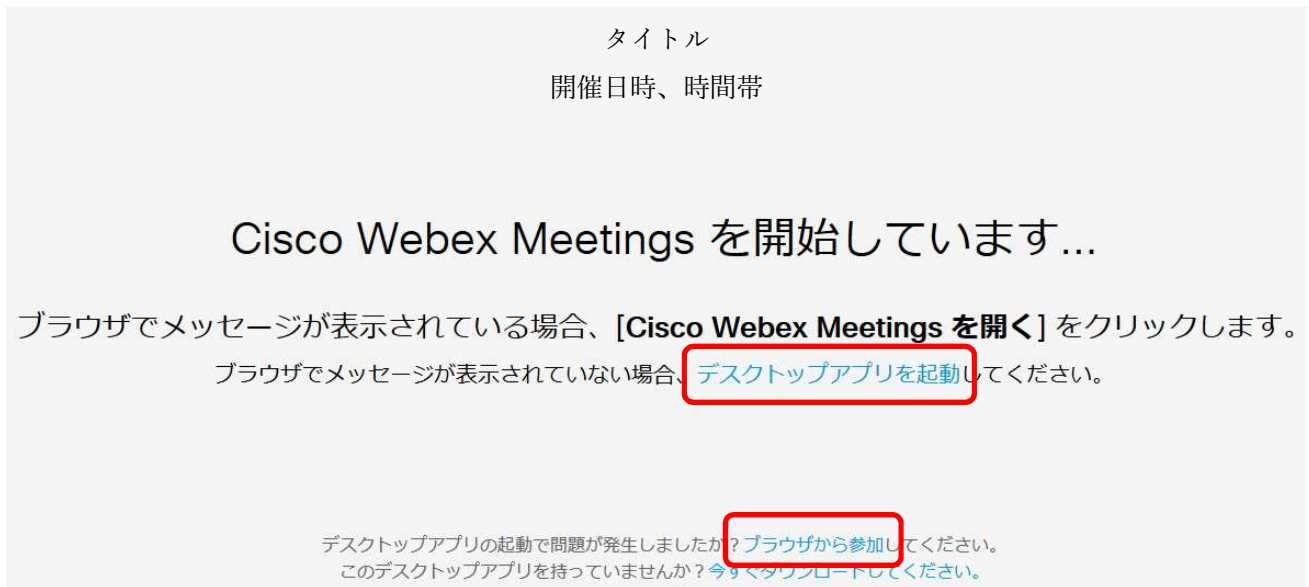 タイトル
開催日時、時間帯
Cisco Webex Meetings を開始しています...
ブラウザでメッセージが表示されている場合、[Cisco Webex Meetings を開く] をクリックします。
ブラウザでメッセージが表示されていない場合、デスクトップアプリを起動してください。
デスクトップアプリの起動で問題が発生しましたか？ブラウザから参加してください。
このデスクトップアプリを持っていませんか？今すぐダウンロードしてください。